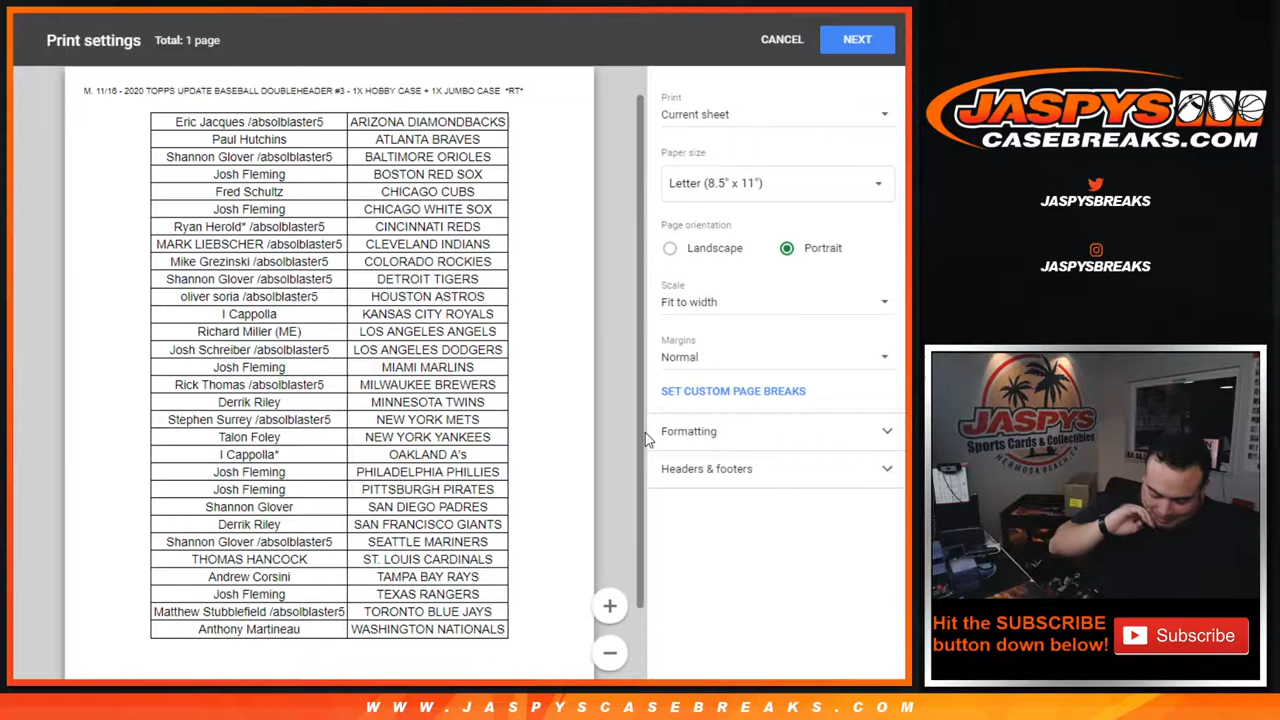 Print settings Total: 1 page CANCEL NEXT
M. 11/16 - 2020 TOPPS UPDATE BASEBALL DOUBLEHEADER #3 - 1X HOBBY CASE + 1X JUMBO CASE *RT*
Eric Jacques /absolblaster5 ARIZONA DIAMONDBACKS
Paul Hutchins ATLANTA BRAVES
Shannon Glover /absolblaster5 BALTIMORE ORIOLES
Josh Fleming BOSTON RED SOX
Fred Schultz CHICAGO CUBS
Josh Fleming CHICAGO WHITE SOX
Ryan Herold* /absolblaster5 CINCINNATI REDS
MARK LIEBSCHER /absolblaster5 CLEVELAND INDIANS
Mike Grezinski /absolblaster5 COLORADO ROCKIES
Shannon Glover /absolblaster5 DETROIT TIGERS
oliver soria /absolblaster5 HOUSTON ASTROS
I Cappolla KANSAS CITY ROYALS
Richard Miller (ME) LOS ANGELES ANGELS
Josh Schreiber /absolblaster5 LOS ANGELES DODGERS
Josh Fleming MIAMI MARLINS
Rick Thomas /absolblaster5 MILWAUKEE BREWERS
Derrik Riley MINNESOTA TWINS
Stephen Surrey /absolblaster5 NEW YORK METS
Talon Foley NEW YORK YANKEES
I Cappolla* OAKLAND A's
Josh Fleming PHILADELPHIA PHILLIES
Josh Fleming PITTSBURGH PIRATES
Shannon Glover SAN DIEGO PADRES
Derrik Riley SAN FRANCISCO GIANTS
Shannon Glover /absolblaster5 SEATTLE MARINERS
THOMAS HANCOCK ST. LOUIS CARDINALS
Andrew Corsini TAMPA BAY RAYS
Josh Fleming TEXAS RANGERS
Matthew Stubblefield /absolblaster5 TORONTO BLUE JAYS
Anthony Martineau WASHINGTON NATIONALS
Print
Current sheet
Paper size
Letter (8.5" x 11")
Page orientation
Landscape Portrait
Scale
Fit to width
Margins
Normal
SET CUSTOM PAGE BREAKS
Formatting
Headers & footers
JASPYS
CASEBREAKS.COM
JASPYSBREAKS
JASPYSBREAKS
JASPYS
Sports Cards & Collectibles
HERMOSA BEACH, CA
Hit the SUBSCRIBE
button down below!
Subscribe
WWW.JASPYSCASEBREAKS.COM